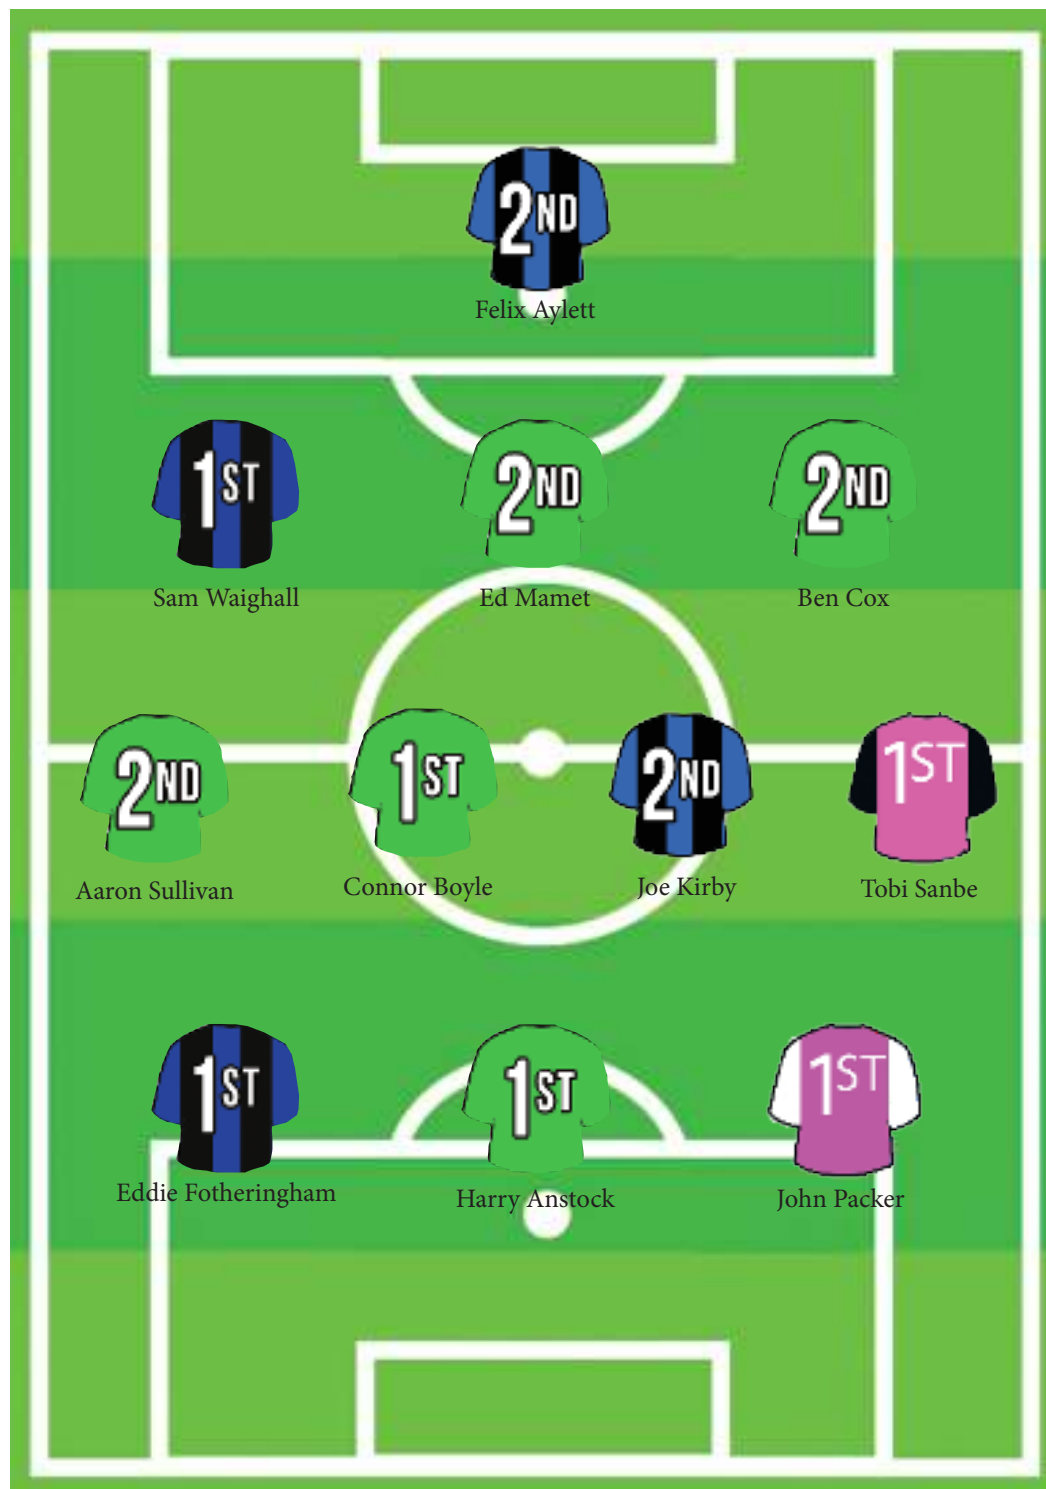 2ND
Felix Aylett
1ST 2ND 2ND
Sam Waighall Ed Mamet Ben Cox
2ND 1ST 2ND 1ST
Aaron Sullivan Connor Boyle Joe Kirby Tobi Sanbe
1ST 1ST 1ST
Eddie Fotheringham Harry Anstock John Packer